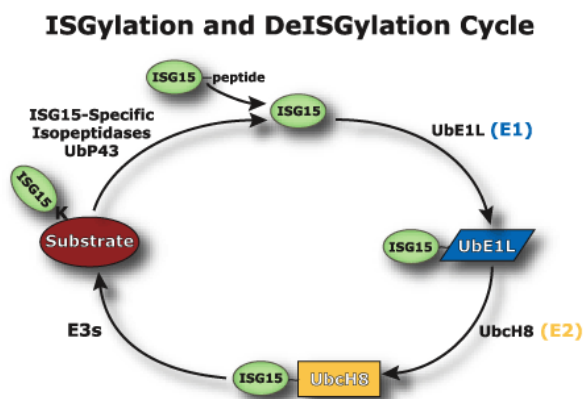 ISGylation and DeISGylation Cycle
ISG15
peptide
ISG15
ISG15-Specific
Isopeptidases
UbP43
UbE1L (E1)
ISG15
K
Substrate
ISG15
UbE1L
E3s
UbcH8 (E2)
ISG15
UbcH8